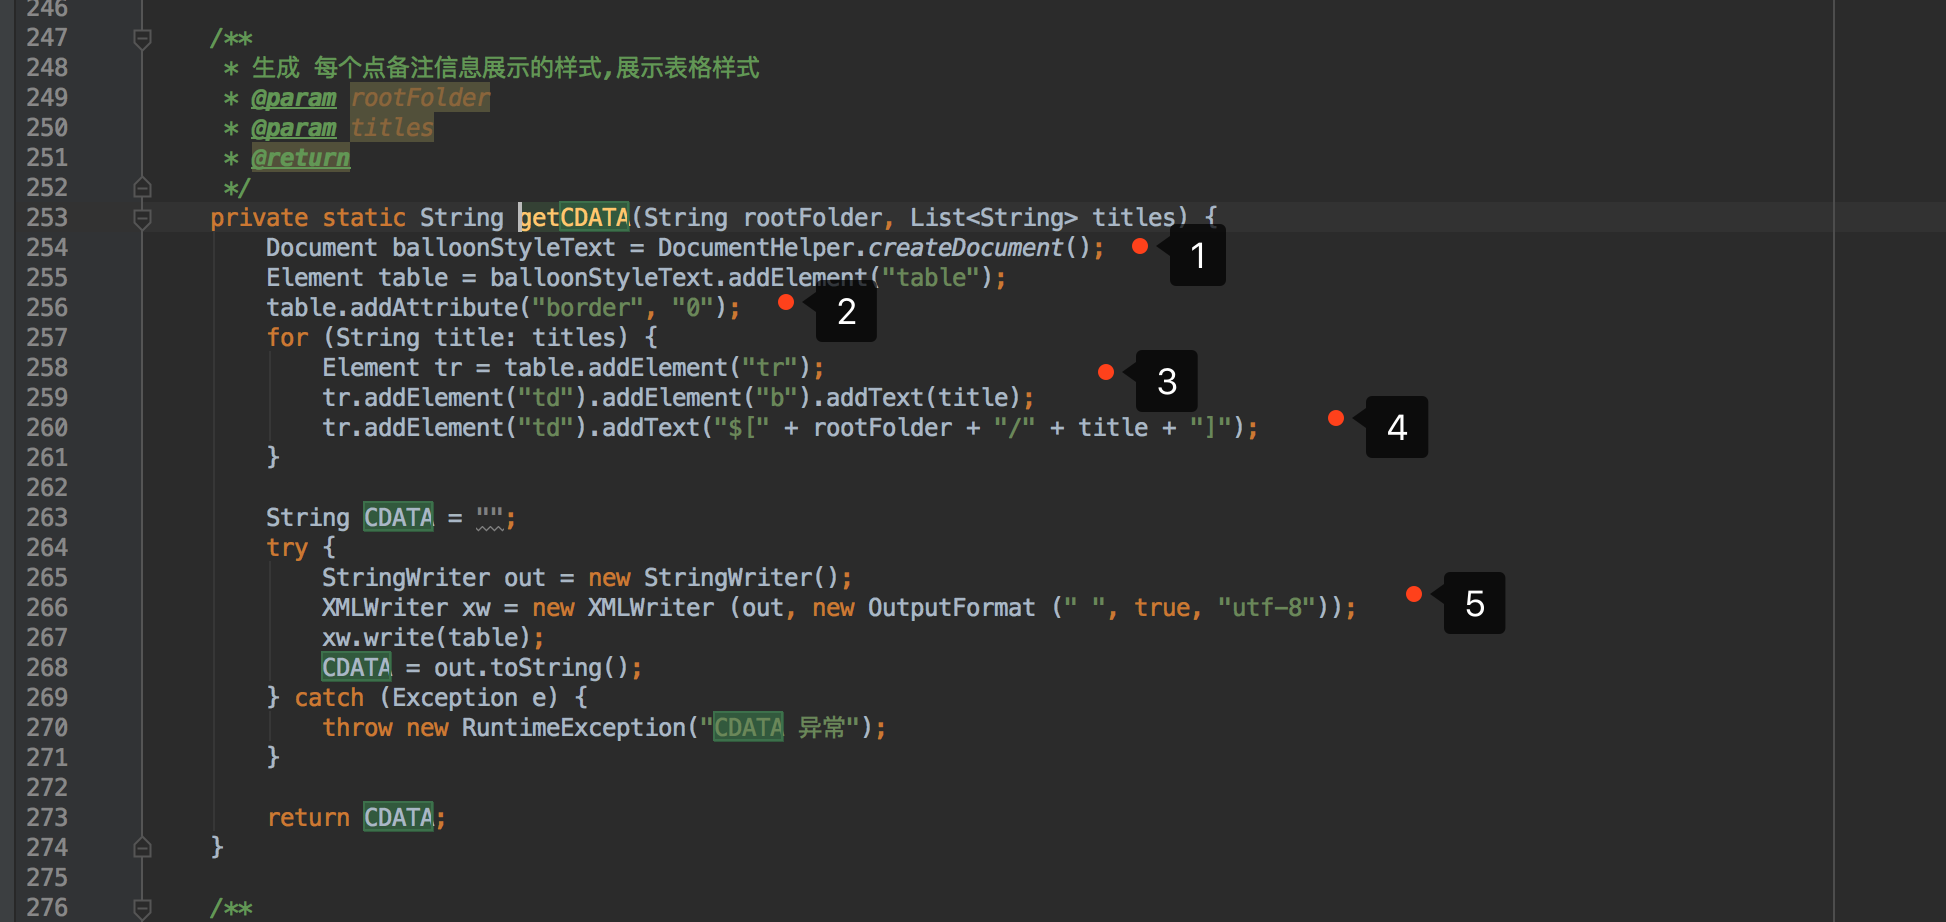 246
247 /**
248 * 生成 每个点备注信息展示的样式,展示表格样式
249 * @param rootFolder
250 * @param titles
251 * @return
252 */
253 private static String getCDATA(String rootFolder, List<String> titles) {
254 Document balloonStyleText = DocumentHelper.createDocument(); 1
255 Element table = balloonStyleText.addElement("table");
256 table.addAttribute("border", "0"); 2
257 for (String title: titles) {
258 Element tr = table.addElement("tr"); 3
259 tr.addElement("td").addElement("b").addText(title);
260 tr.addElement("td").addText("$[" + rootFolder + "/" + title + "]"); 4
261 }
262
263 String CDATA = "";
264 try {
265 StringWriter out = new StringWriter();
266 XMLWriter xw = new XMLWriter (out, new OutputFormat (" ", true, "utf-8")); 5
267 xw.write(table);
268 CDATA = out.toString();
269 } catch (Exception e) {
270 throw new RuntimeException("CDATA 异常");
271 }
272
273 return CDATA;
274 }
275
276 /**